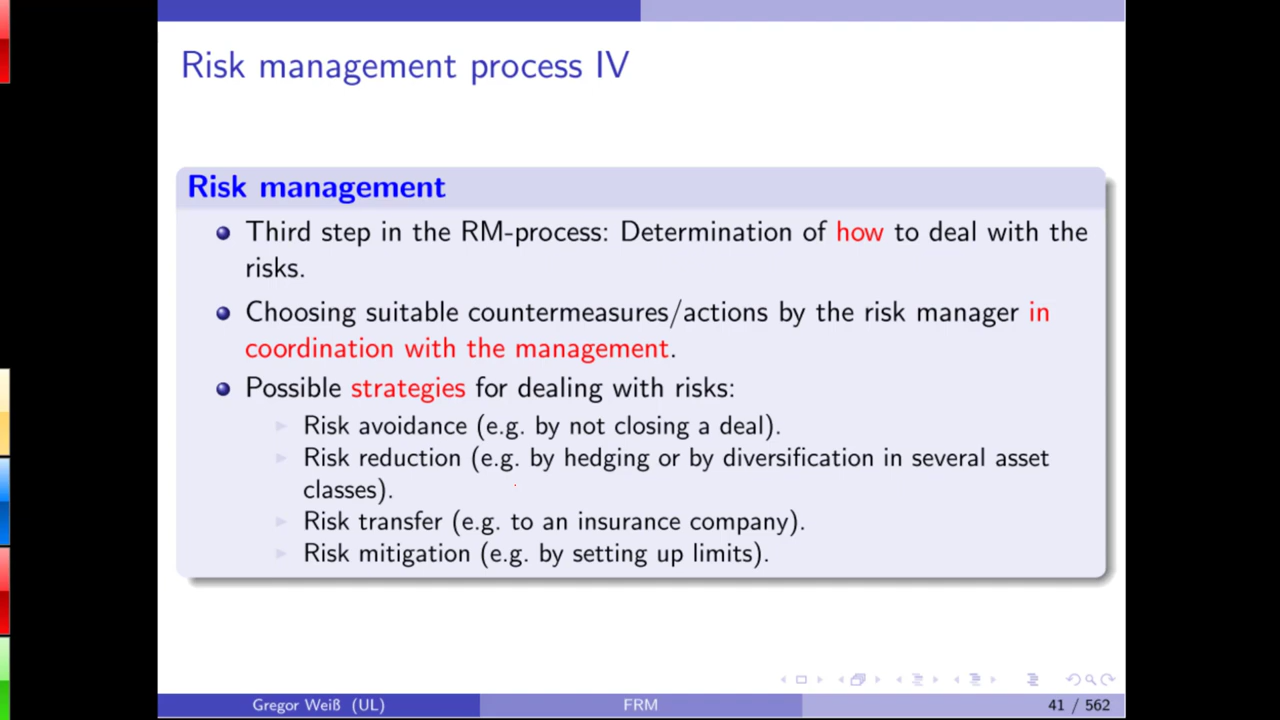 Risk management process IV
Risk management
Third step in the RM-process: Determination of how to deal with the
risks.
Choosing suitable countermeasures/actions by the risk manager in
coordination with the management.
Possible strategies for dealing with risks:
Risk avoidance (e.g. by not closing a deal).
Risk reduction (e.g. by hedging or by diversification in several asset
classes).
Risk transfer (e.g. to an insurance company).
Risk mitigation (e.g. by setting up limits).
Gregor Weiß (UL) FRM 41 / 562